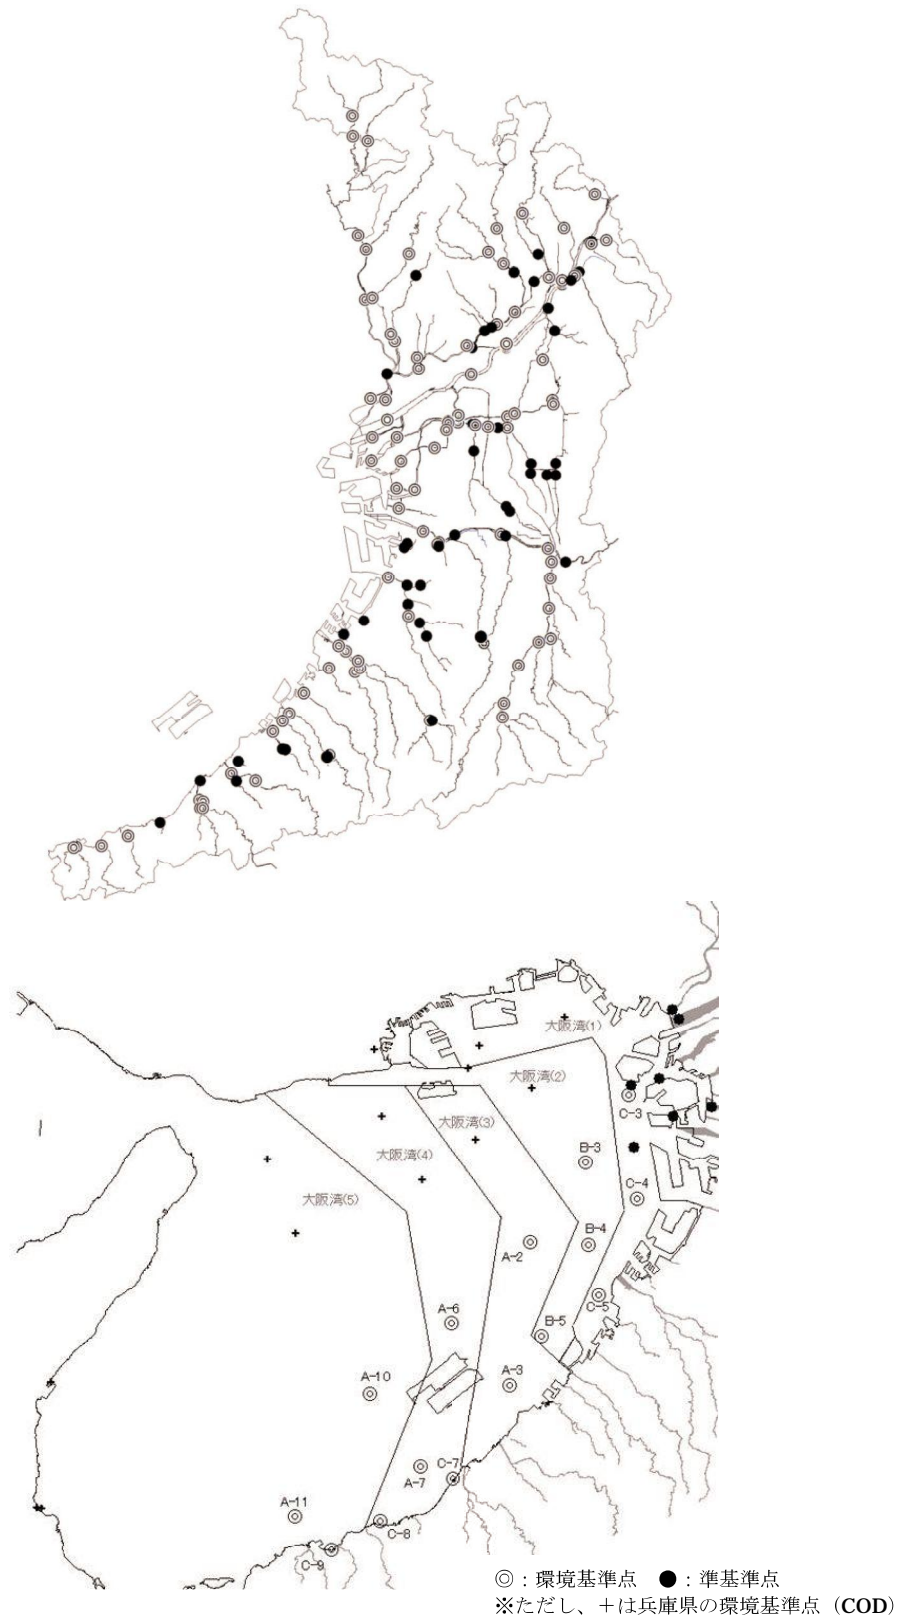 大阪湾(1)
大阪湾(2)
C-3
大阪湾(3)
大阪湾(4)
B-3
大阪湾(5)
C-4
B-4
A-2
C-5
A-6
B-5
A-10
A-3
C-7
A-7
A-11
C-8
C-9
◎：環境基準点　●：準基準点
※ただし、＋は兵庫県の環境基準点（COD）